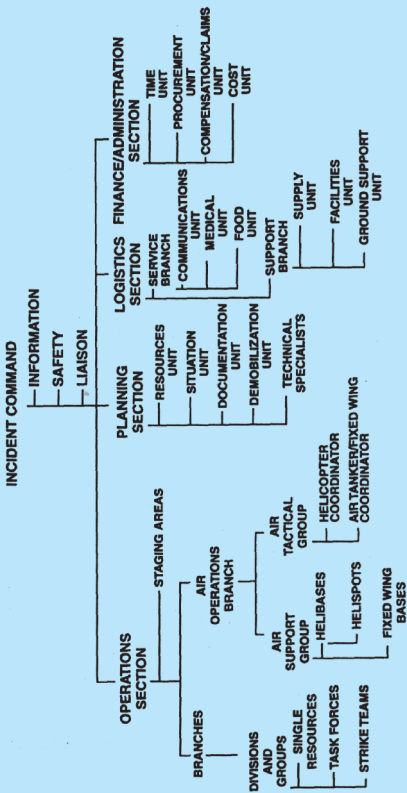 INCIDENT COMMAND
INFORMATION
SAFETY
LIAISON
OPERATIONS
SECTION
STAGING AREAS
BRANCHES
DIVISIONS
AND
GROUPS
SINGLE
RESOURCES
TASK FORCES
STRIKE TEAMS
AIR
OPERATIONS
BRANCH
AIR
SUPPORT
GROUP
HELIBASES
HELISPOTS
FIXED WING
BASES
AIR
TACTICAL
GROUP
HELICOPTER
COORDINATOR
AIR TANKER/FIXED WING
COORDINATOR
PLANNING
SECTION
RESOURCES
UNIT
SITUATION
UNIT
DOCUMENTATION
UNIT
DEMOBILIZATION
UNIT
TECHNICAL
SPECIALISTS
LOGISTICS
SECTION
SERVICE
BRANCH
COMMUNICATIONS
UNIT
MEDICAL
UNIT
FOOD
UNIT
SUPPORT
BRANCH
SUPPLY
UNIT
FACILITIES
UNIT
GROUND SUPPORT
UNIT
FINANCE/ADMINISTRATION
SECTION
TIME
UNIT
PROCUREMENT
UNIT
COMPENSATION/CLAIMS
UNIT
COST
UNIT